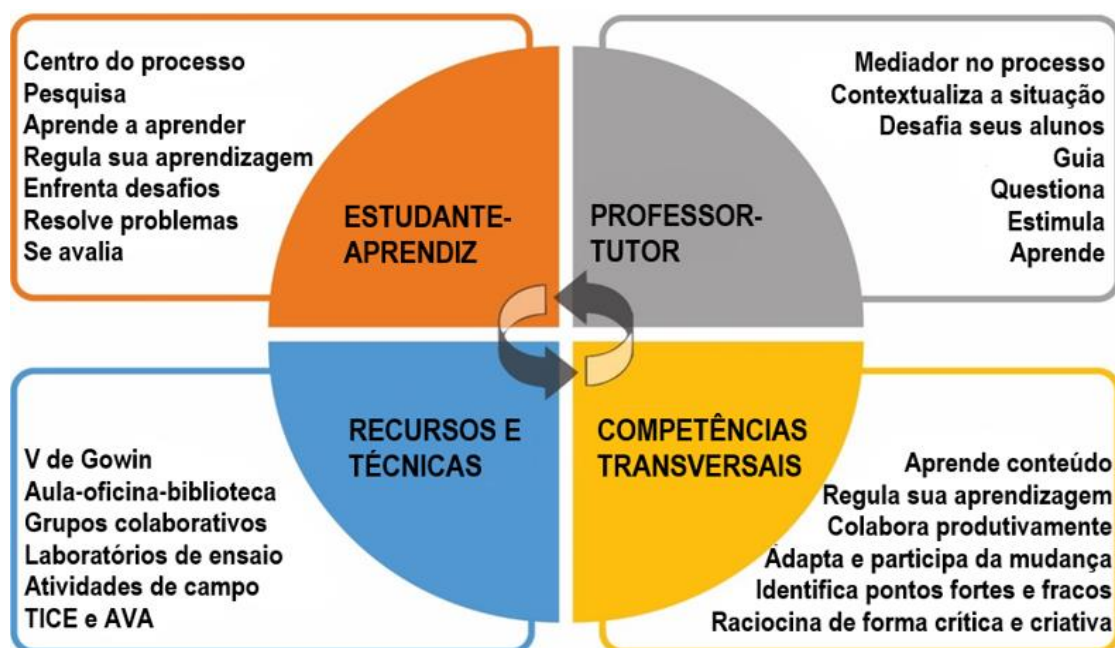 Centro do processo
Pesquisa
Aprende a aprender
Regula sua aprendizagem
Enfrenta desafios
Resolve problemas
Se avalia
ESTUDANTE-
APRENDIZ
PROFESSOR-
TUTOR
Mediador no processo
Contextualiza a situação
Desafia seus alunos
Guia
Questiona
Estimula
Aprende
V de Gowin
Aula-oficina-biblioteca
Grupos colaborativos
Laboratórios de ensaio
Atividades de campo
TICE e AVA
RECURSOS E
TÉCNICAS
COMPETÊNCIAS
TRANSVERSAIS
Aprende conteúdo
Regula sua aprendizagem
Colabora produtivamente
Adapta e participa da mudança
Identifica pontos fortes e fracos
Raciocina de forma crítica e criativa